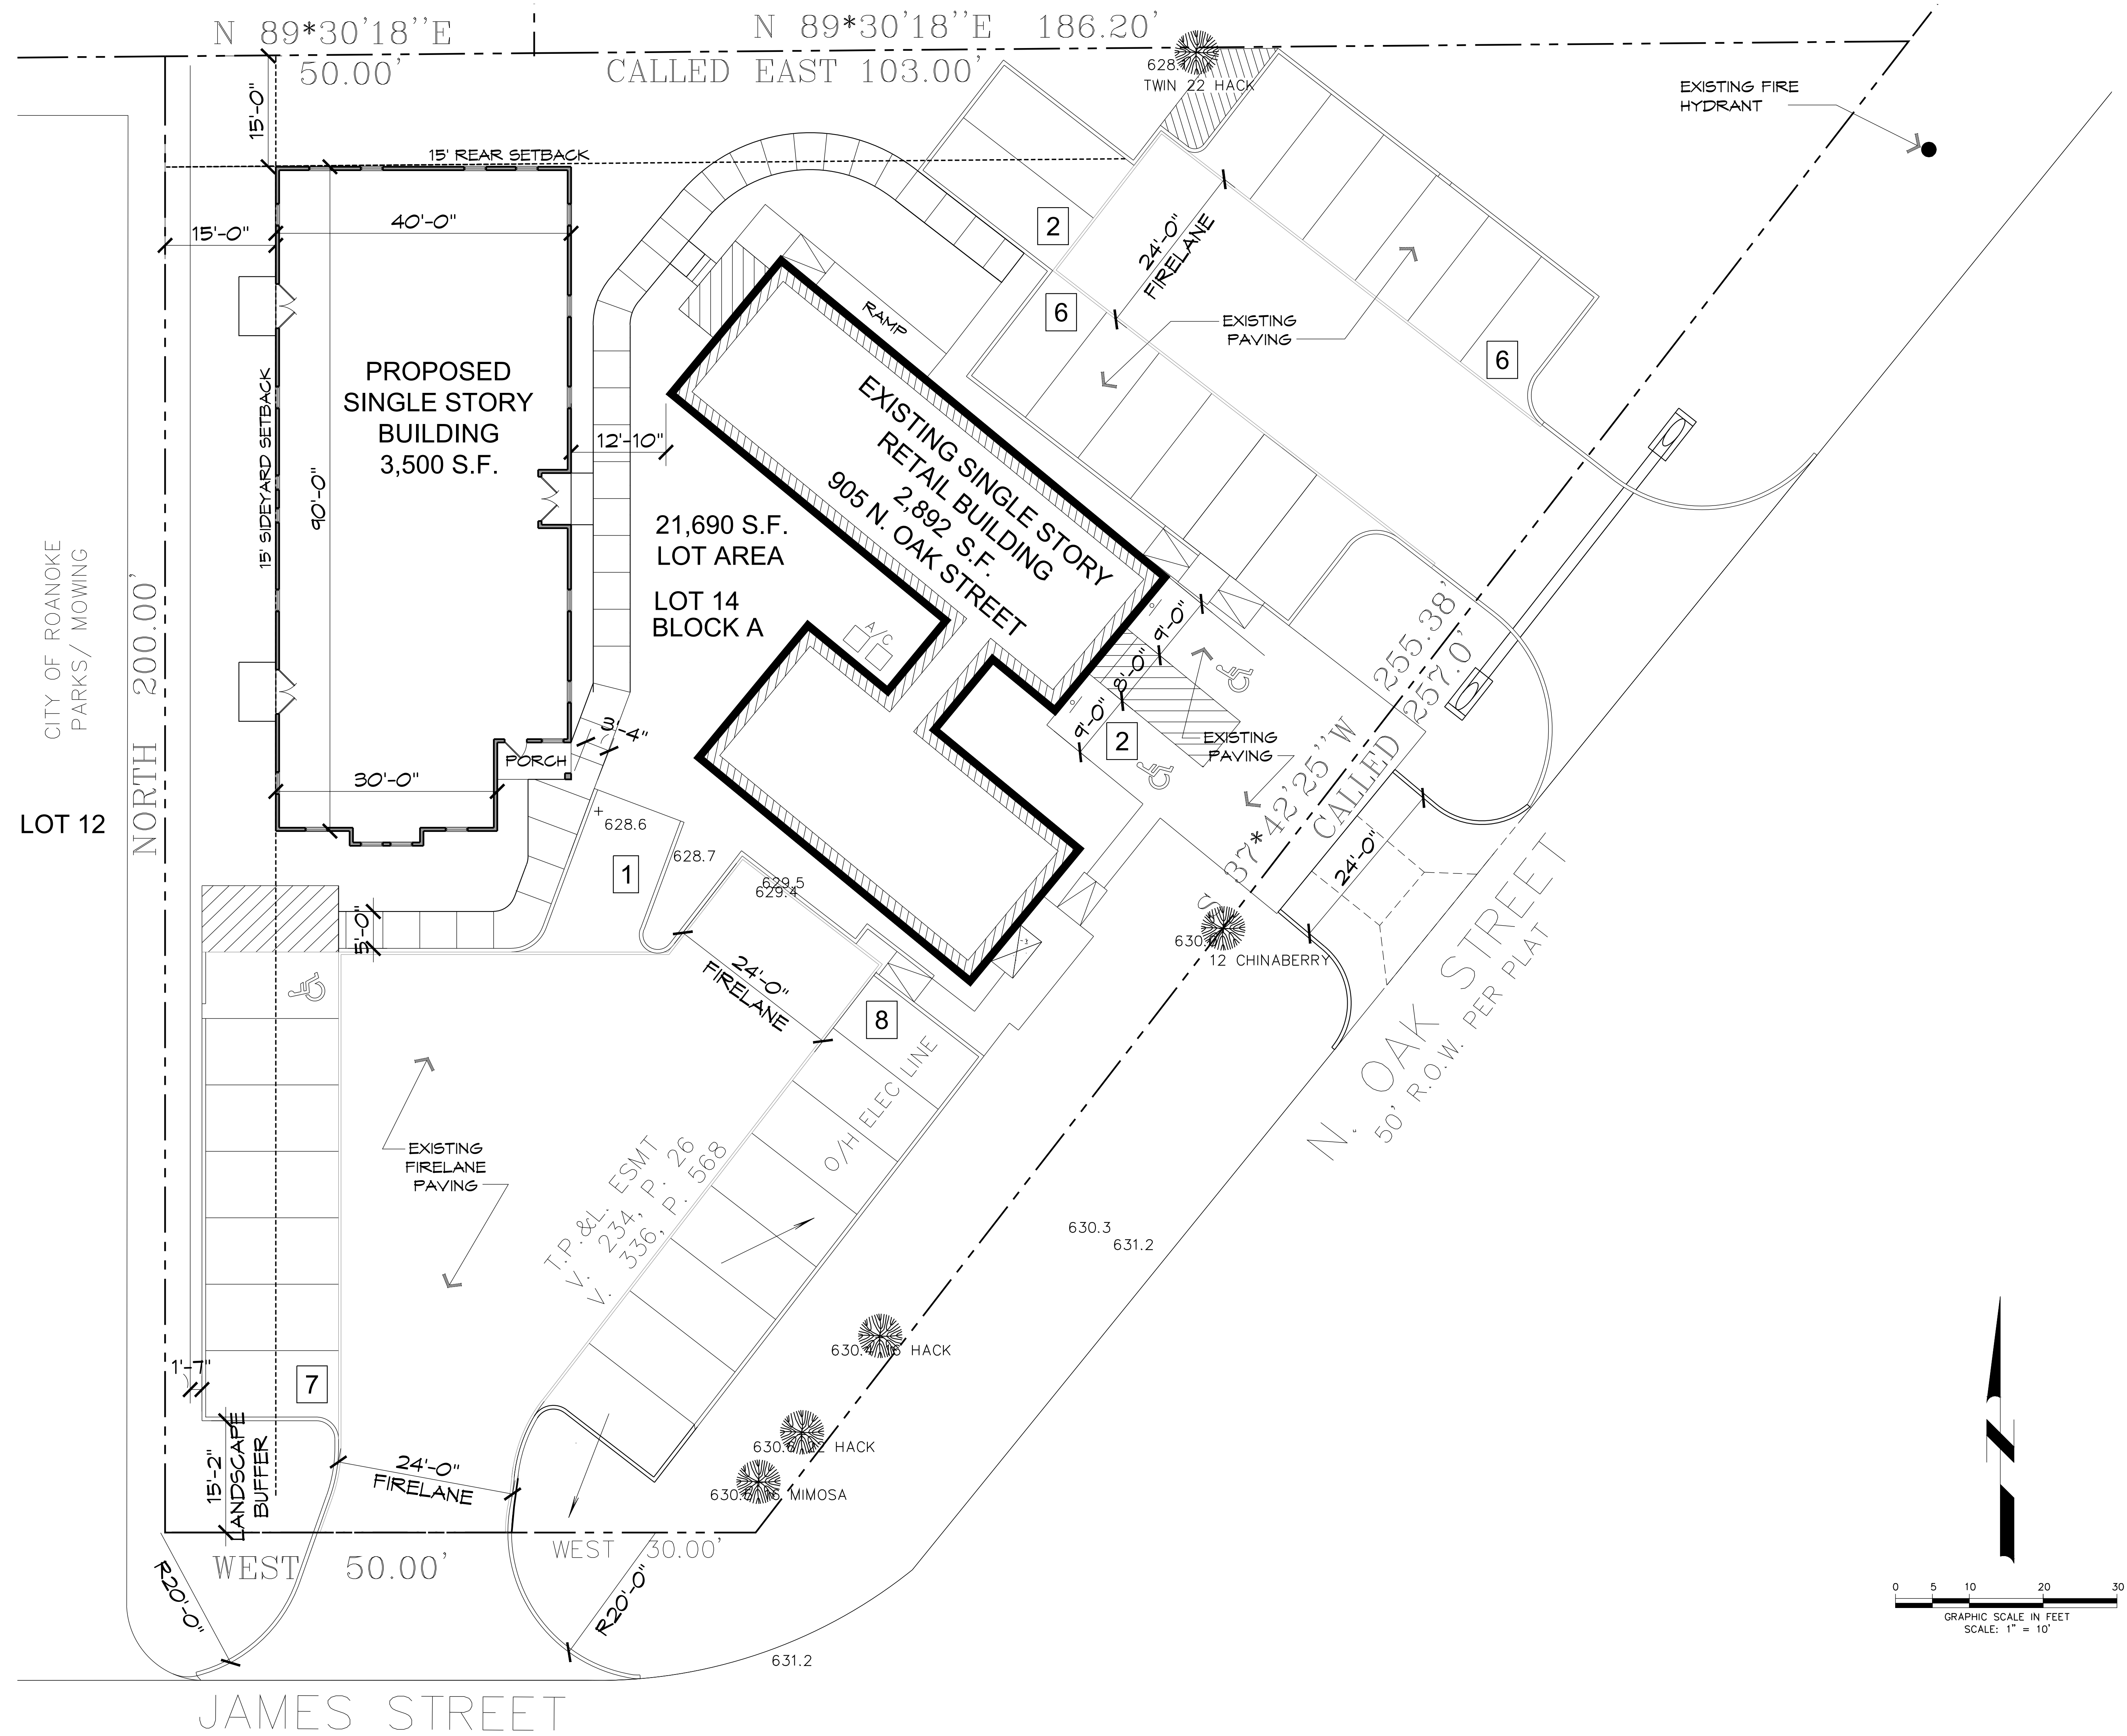 N 89*30'18''E
50.00'
N 89*30'18''E 186.20'
CALLED EAST 103.00'
TWIN 22 HACK
EXISTING FIRE
HYDRANT
15'-0"
15' REAR SETBACK
15'-0"
40'-0"
2
24'-0"
FIRELANE
6
EXISTING
PAVING
6
RAMP
PROPOSED
SINGLE STORY
BUILDING
3,500 S.F.
15' SIDEYARD SETBACK
90'-0"
12'-10"
EXISTING SINGLE STORY
RETAIL BUILDING
2,892 S.F.
905 N. OAK STREET
21,690 S.F.
LOT AREA
LOT 14
BLOCK A
A/C
CITY OF ROANOKE
PARKS/ MOWING
NORTH 200.00'
LOT 12
9'-0"
8'-0"
9'-0"
2
EXISTING
PAVING
S 37*42'25''W 255.38'
CALLED 257.0'
24'-0"
3'-4"
PORCH
30'-0"
628.6
1
628.7
629.5
629.4
5'-0"
24'-0"
FIRELANE
8
12 CHINABERRY
N. OAK STREET
50' R.O.W. PER PLAT
O/H ELEC LINE
T.P.&L. ESMT
V. 234, P. 26
V. 336, P. 568
EXISTING
FIRELANE
PAVING
630.3
631.2
7
1'-7"
15'-2"
LANDSCAPE
BUFFER
24'-0"
FIRELANE
HACK
HACK
MIMOSA
WEST 50.00'
WEST 30.00'
R20'-0"
R20'-0"
631.2
JAMES STREET
0 5 10 20 30
GRAPHIC SCALE IN FEET
SCALE: 1" = 10'